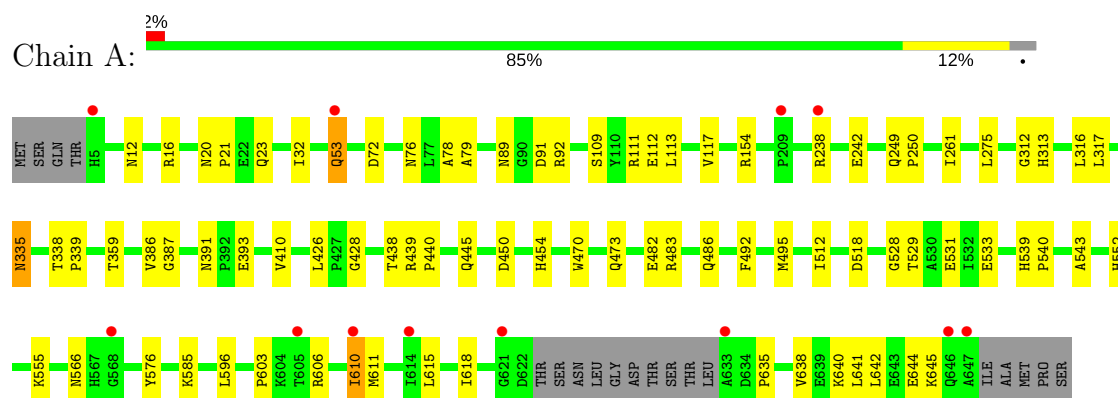 2%
Chain A:
85% 12% •
MET SER GLN THR H5 N12 R16 N20 P21 E22 Q23 I32 Q53 D72 N76 L77 A78 A79 N89 G90 D91 R92 S109 Y110 R111 E112 L113 V117 R154 P209 R238 E242 Q249 P250 I261 L275 G312 H313 L316 L317
N335 T338 P339 T359 V386 G387 N391 P392 E393 V410 L426 P427 G428 T438 R439 P440 Q445 D450 H454 W470 Q473 E482 R483 Q486 F492 M495 I512 D518 G528 T529 A530 E531 I532 E533 H539 P540 A543 H552
K555 N566 H567 G568 Y576 K585 L596 P603 K604 T605 R606 I610 M611 I614 L615 I618 G621 D622 THR SER ASN LEU GLY ASP THR SER THR LEU A633 D634 P635 V638 E639 K640 L641 L642 E643 E644 K645 Q646 A647 ILE ALA MET PRO SER